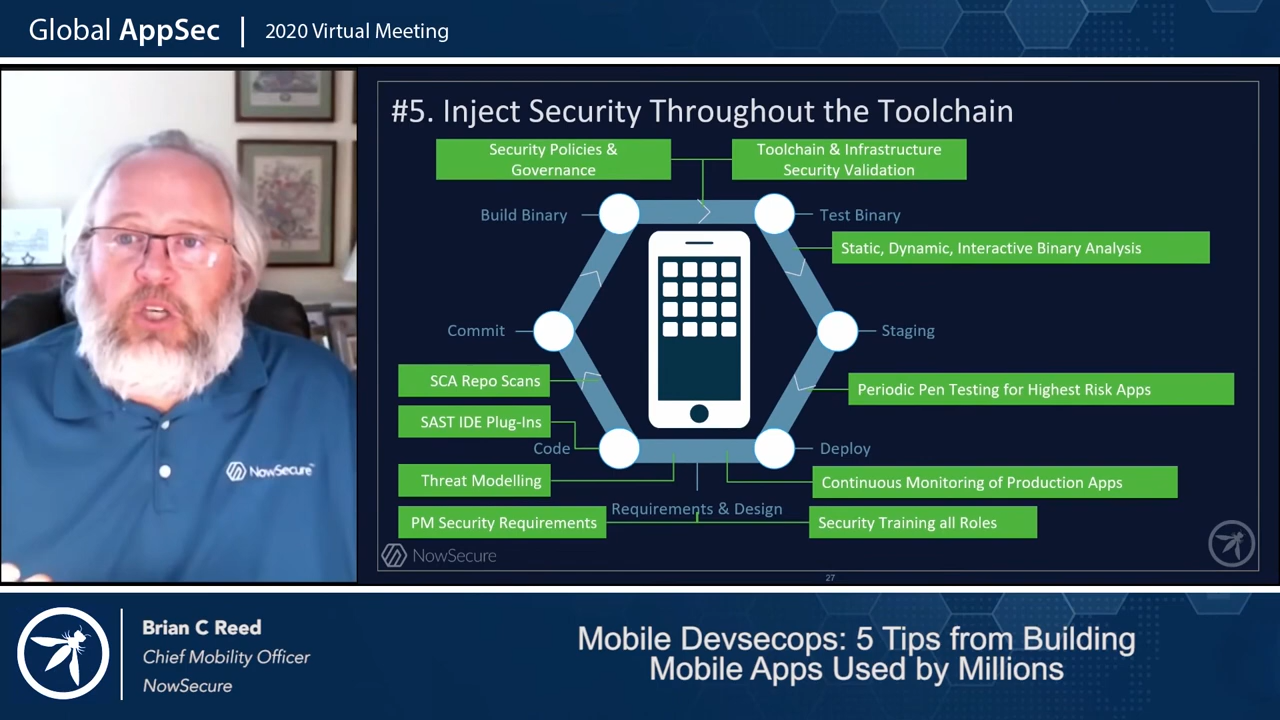 Global AppSec | 2020 Virtual Meeting
#5. Inject Security Throughout the Toolchain
Security Policies &
Governance
Toolchain & Infrastructure
Security Validation
Build Binary
Test Binary
Static, Dynamic, Interactive Binary Analysis
Commit
Staging
SCA Repo Scans
Periodic Pen Testing for Highest Risk Apps
SAST IDE Plug-Ins
Code
Deploy
Threat Modelling
Continuous Monitoring of Production Apps
Requirements & Design
PM Security Requirements
Security Training all Roles
NowSecure
27
NowSecure™
Brian C Reed
Chief Mobility Officer
NowSecure
Mobile Devsecops: 5 Tips from Building
Mobile Apps Used by Millions